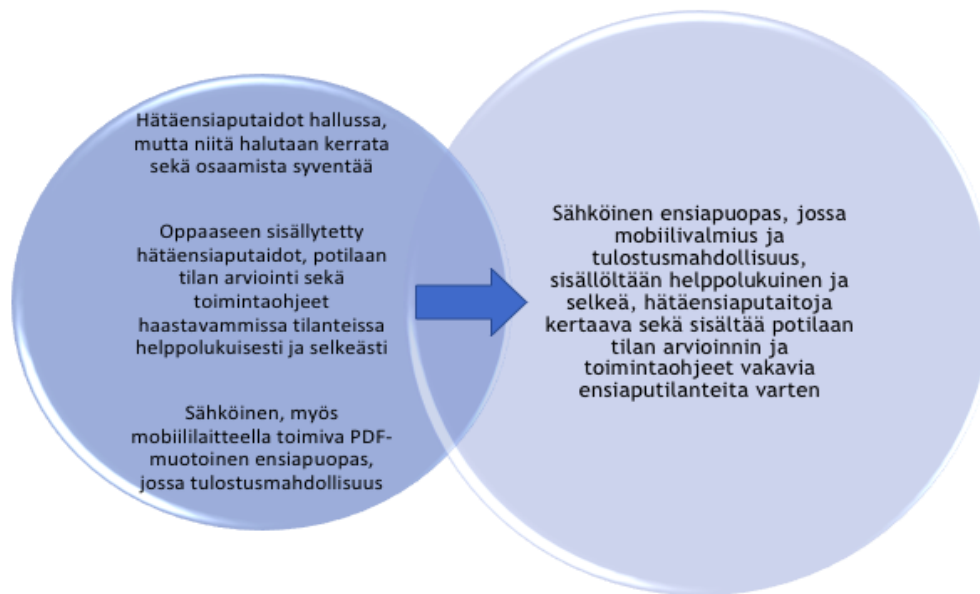 Hätäensiaputaidot hallussa,
mutta niitä halutaan kerrata
sekä osaamista syventää
Oppaaseen sisällytetty
hätäensiaputaidot, potilaan
tilan arviointi sekä
toimintaohjeet
haastavammissa tilanteissa
helppolukuisesti ja selkeästi
Sähköinen, myös
mobiililaitteella toimiva PDF-
muotoinen ensiapuopas,
jossa tulostusmahdollisuus
Sähköinen ensiapuopas, jossa
mobiilivalmius ja
tulostusmahdollisuus,
sisällöltään helppolukuinen ja
selkeä, hätäensiaputaitoja
kertaava sekä sisältää potilaan
tilan arvioinnin ja
toimintaohjeet vakavia
ensiaputilanteita varten